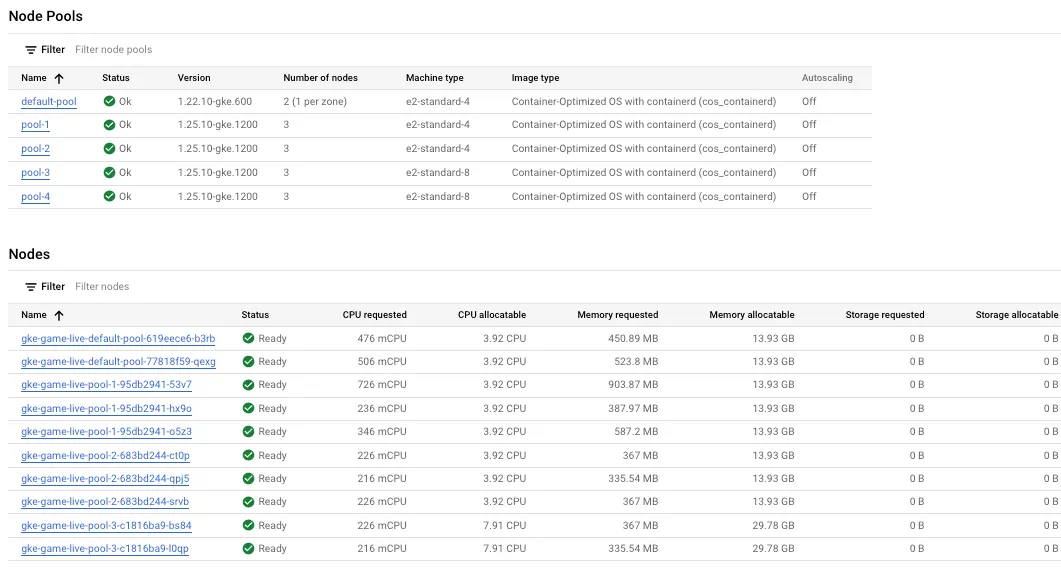 Node Pools
Filter Filter node pools
Name Status Version Number of nodes Machine type Image type Autoscaling
default-pool Ok 1.22.10-gke.600 2 (1 per zone) e2-standard-4 Container-Optimized OS with containerd (cos_containerd) Off
pool-1 Ok 1.25.10-gke.1200 3 e2-standard-4 Container-Optimized OS with containerd (cos_containerd) Off
pool-2 Ok 1.25.10-gke.1200 3 e2-standard-4 Container-Optimized OS with containerd (cos_containerd) Off
pool-3 Ok 1.25.10-gke.1200 3 e2-standard-8 Container-Optimized OS with containerd (cos_containerd) Off
pool-4 Ok 1.25.10-gke.1200 3 e2-standard-8 Container-Optimized OS with containerd (cos_containerd) Off
Nodes
Filter Filter nodes
Name Status CPU requested CPU allocatable Memory requested Memory allocatable Storage requested Storage allocatable
gke-game-live-default-pool-619eece6-b3rb Ready 476 mCPU 3.92 CPU 450.89 MB 13.93 GB 0 B 0 B
gke-game-live-default-pool-77818f59-qexg Ready 506 mCPU 3.92 CPU 523.8 MB 13.93 GB 0 B 0 B
gke-game-live-pool-1-95db2941-53v7 Ready 726 mCPU 3.92 CPU 903.87 MB 13.93 GB 0 B 0 B
gke-game-live-pool-1-95db2941-hx9o Ready 236 mCPU 3.92 CPU 387.97 MB 13.93 GB 0 B 0 B
gke-game-live-pool-1-95db2941-o5z3 Ready 346 mCPU 3.92 CPU 587.2 MB 13.93 GB 0 B 0 B
gke-game-live-pool-2-683bd244-ct0p Ready 226 mCPU 3.92 CPU 367 MB 13.93 GB 0 B 0 B
gke-game-live-pool-2-683bd244-qpj5 Ready 216 mCPU 3.92 CPU 335.54 MB 13.93 GB 0 B 0 B
gke-game-live-pool-2-683bd244-srvb Ready 226 mCPU 3.92 CPU 367 MB 13.93 GB 0 B 0 B
gke-game-live-pool-3-c1816ba9-bs84 Ready 226 mCPU 7.91 CPU 367 MB 29.78 GB 0 B 0 B
gke-game-live-pool-3-c1816ba9-l0qp Ready 216 mCPU 7.91 CPU 335.54 MB 29.78 GB 0 B 0 B